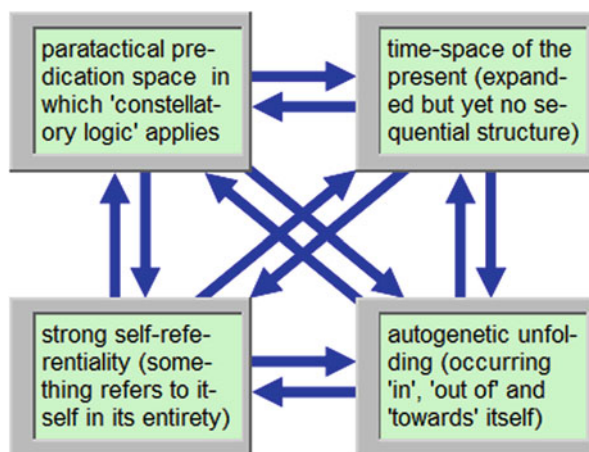 paratactical pre-
dication space in
which 'constellat-
ory logic' applies
time-space of the
present (expand-
ed but yet no se-
quential structure)
strong self-refe-
rentiality (some-
thing refers to it-
self in its entirety)
autogenetic unfol-
ding (occurring
'in', 'out of' and
'towards' itself)